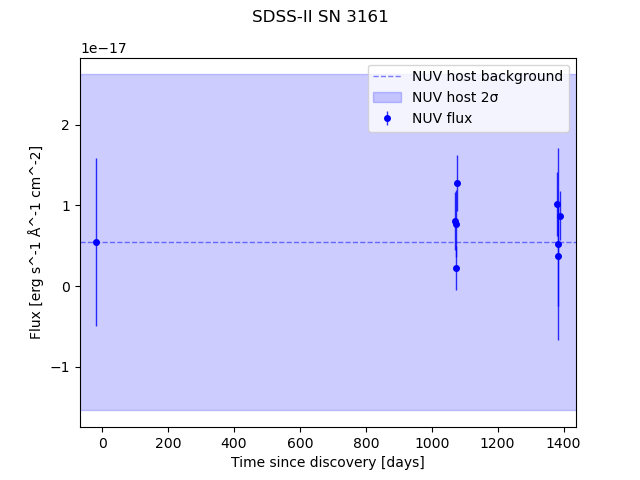 SDSS-II SN 3161
1e−17
NUV host background
NUV host 2σ
NUV flux
2
1
0
−1
Flux [erg s^-1 Å^-1 cm^-2]
0 200 400 600 800 1000 1200 1400
Time since discovery [days]